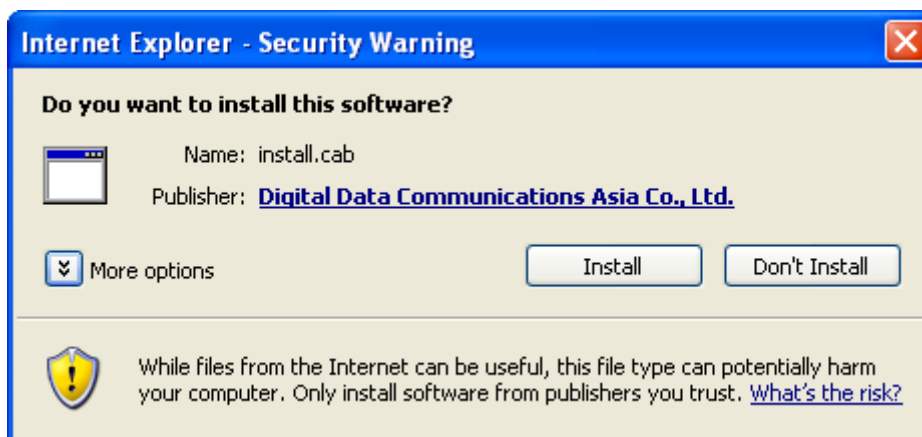 Internet Explorer - Security Warning
Do you want to install this software?
Name: install.cab
Publisher: Digital Data Communications Asia Co., Ltd.
More options
Install
Don't Install
While files from the Internet can be useful, this file type can potentially harm
your computer. Only install software from publishers you trust. What's the risk?